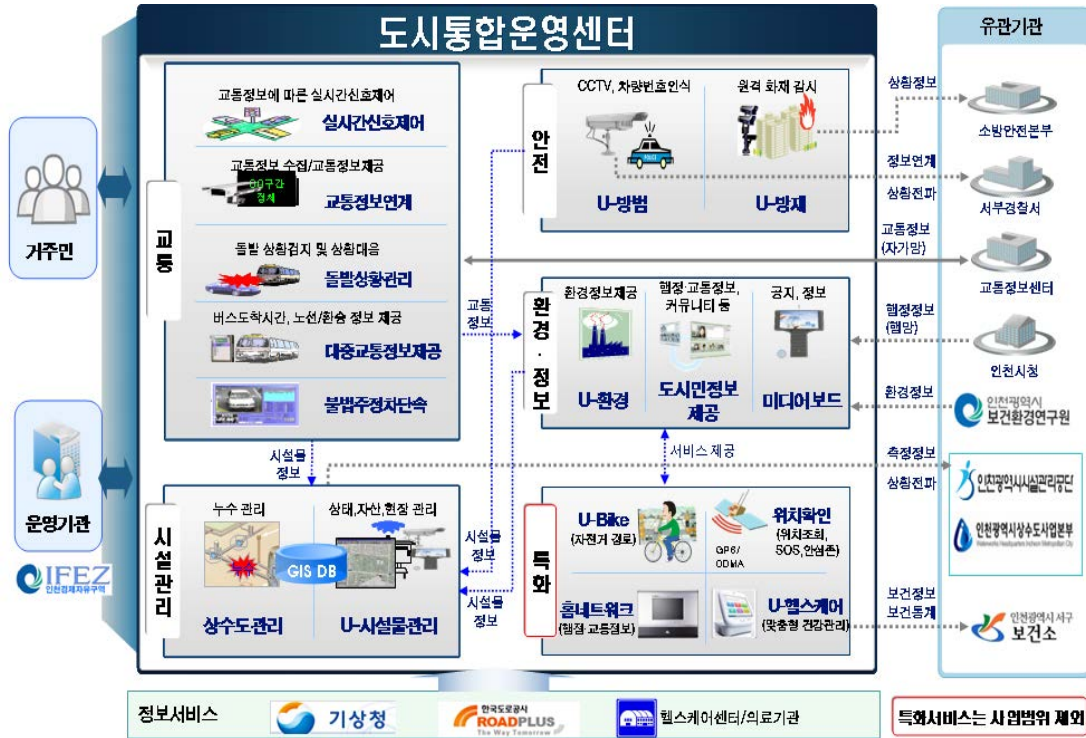 도시통합운영센터
유관기관
거주민
운영기관
IFEZ
인천경제자유구역
교통
교통정보에 따른 실시간신호제어
실시간신호제어
교통정보 수집/교통정보제공
OO구간
정체
교통정보연계
돌발 상황검지 및 상황대응
돌발상황관리
버스도착시간, 노선/환승 정보 제공
대중교통정보제공
불법주정차단속
안전
CCTV, 차량번호인식
POLICE
U-방범
원격 화재 감시
U-방재
교통
정보
환경·정보
환경정보제공
U-환경
행정·교통정보,
커뮤니티 등
도시민정보
제공
공지, 정보
미디어보드
시설물
정보
서비스 제공
시설관리
누수 관리
누수
상수도관리
GIS DB
상태,자산,현장 관리
U-시설물관리
시설물
정보
시설물
정보
특화
U-Bike
(자전거 경로)
GPS/
CDMA
위치확인
(위치조회,
SOS,안심존)
홈네트워크
(행정·교통정보)
U-헬스케어
(맞춤형 건강관리)
상황정보
소방안전본부
정보연계
상황전파
서부경찰서
교통정보
(자가망)
교통정보센터
행정정보
(행망)
인천시청
환경정보
인천광역시
보건환경연구원
측정정보
상황전파
인천광역시시설관리공단
인천광역시상수도사업본부
Waterworks Headquarters Incheon Metropolitan City
보건정보
보건통계
인천광역시 서구
보건소
정보서비스
기상청
한국도로공사
ROADPLUS
The Way Tomorrow
헬스케어센터/의료기관
특화서비스는 사업범위 제외